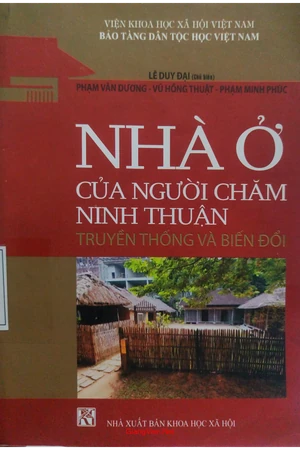 VIỆN KHOA HỌC XÃ HỘI VIỆT NAM
BẢO TÀNG DÂN TỘC HỌC VIỆT NAM
LÊ DUY ĐẠI (Chủ biên)
PHẠM VĂN DƯƠNG - VŨ HỒNG THUẬT - PHẠM MINH PHÚC
NHÀ Ở
CỦA NGƯỜI CHĂM
NINH THUẬN
TRUYỀN THỐNG VÀ BIẾN ĐỔI
NHÀ XUẤT BẢN KHOA HỌC XÃ HỘI